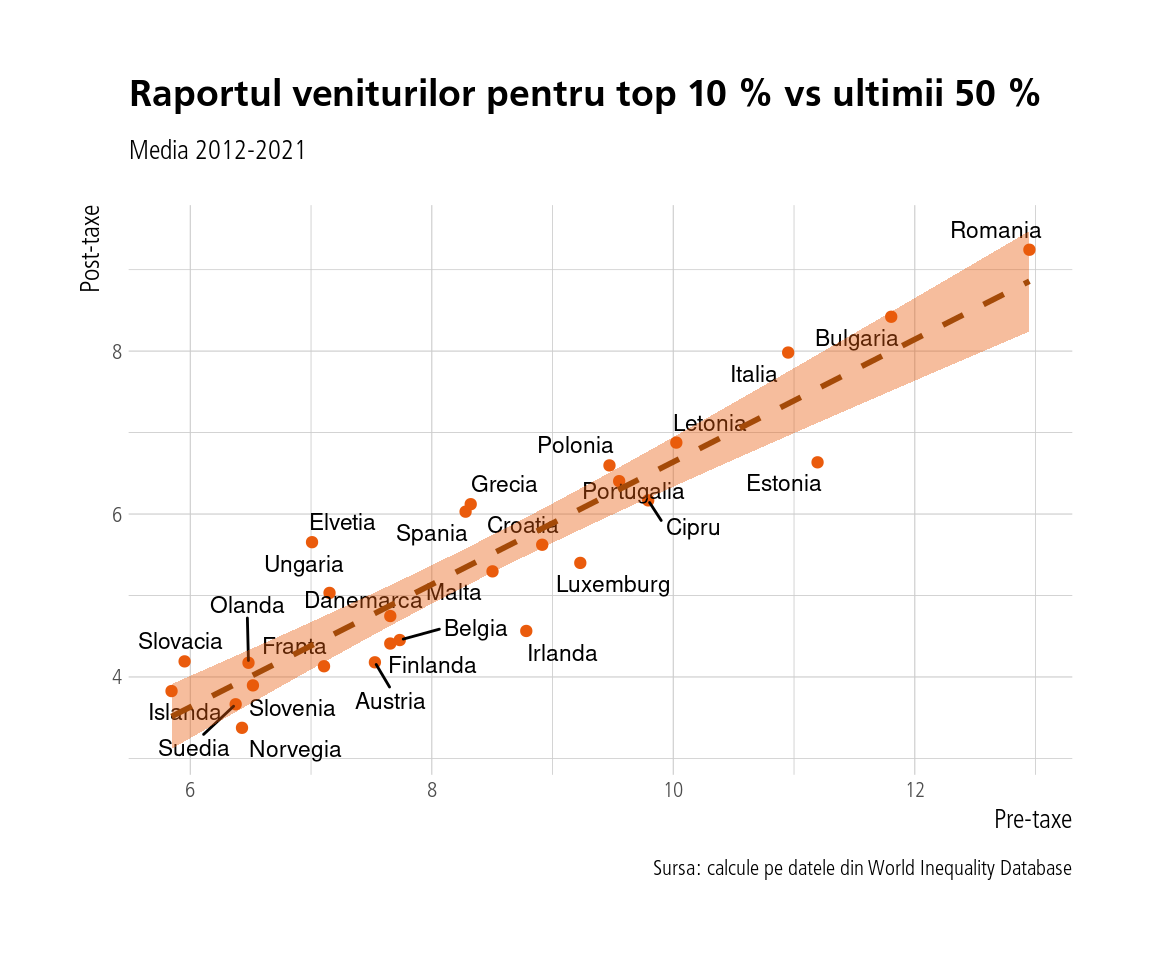 Raportul veniturilor pentru top 10 % vs ultimii 50 %
Media 2012-2021
Post-taxe
Romania
Bulgaria
8
Italia
Letonia
Polonia
Estonia
Grecia
Portugalia
6
Elvetia
Croatia
Cipru
Spania
Ungaria
Luxemburg
Malta
Danemarca
Olanda
Belgia
Slovacia
Franta
Irlanda
Finlanda
4
Austria
Slovenia
Islanda
Suedia
Norvegia
6
8
10
12
Pre-taxe
Sursa: calcule pe datele din World Inequality Database